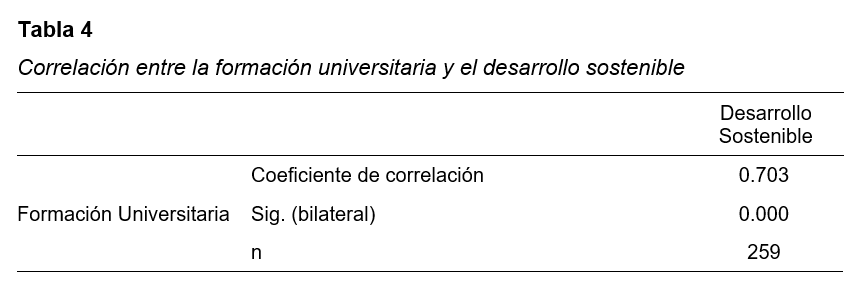 Tabla 4
Correlación entre la formación universitaria y el desarrollo sostenible
Desarrollo
Sostenible
Coeficiente de correlación 0.703
Formación Universitaria Sig. (bilateral) 0.000
n 259